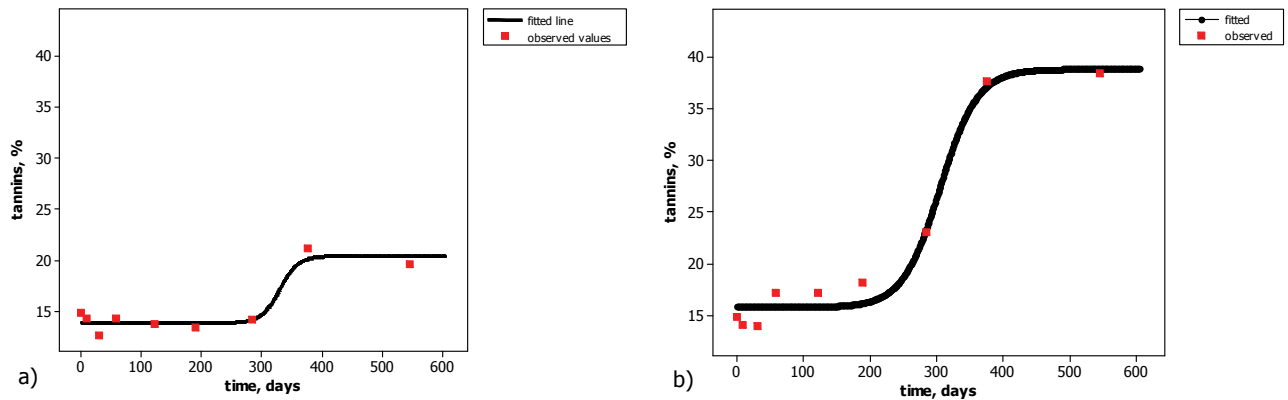 fitted line
observed values
40
35
30
25
20
15
tannins, %
0 100 200 300 400 500 600
time, days
a)
fitted
observed
40
35
30
25
20
15
tannins, %
0 100 200 300 400 500 600
time, days
b)